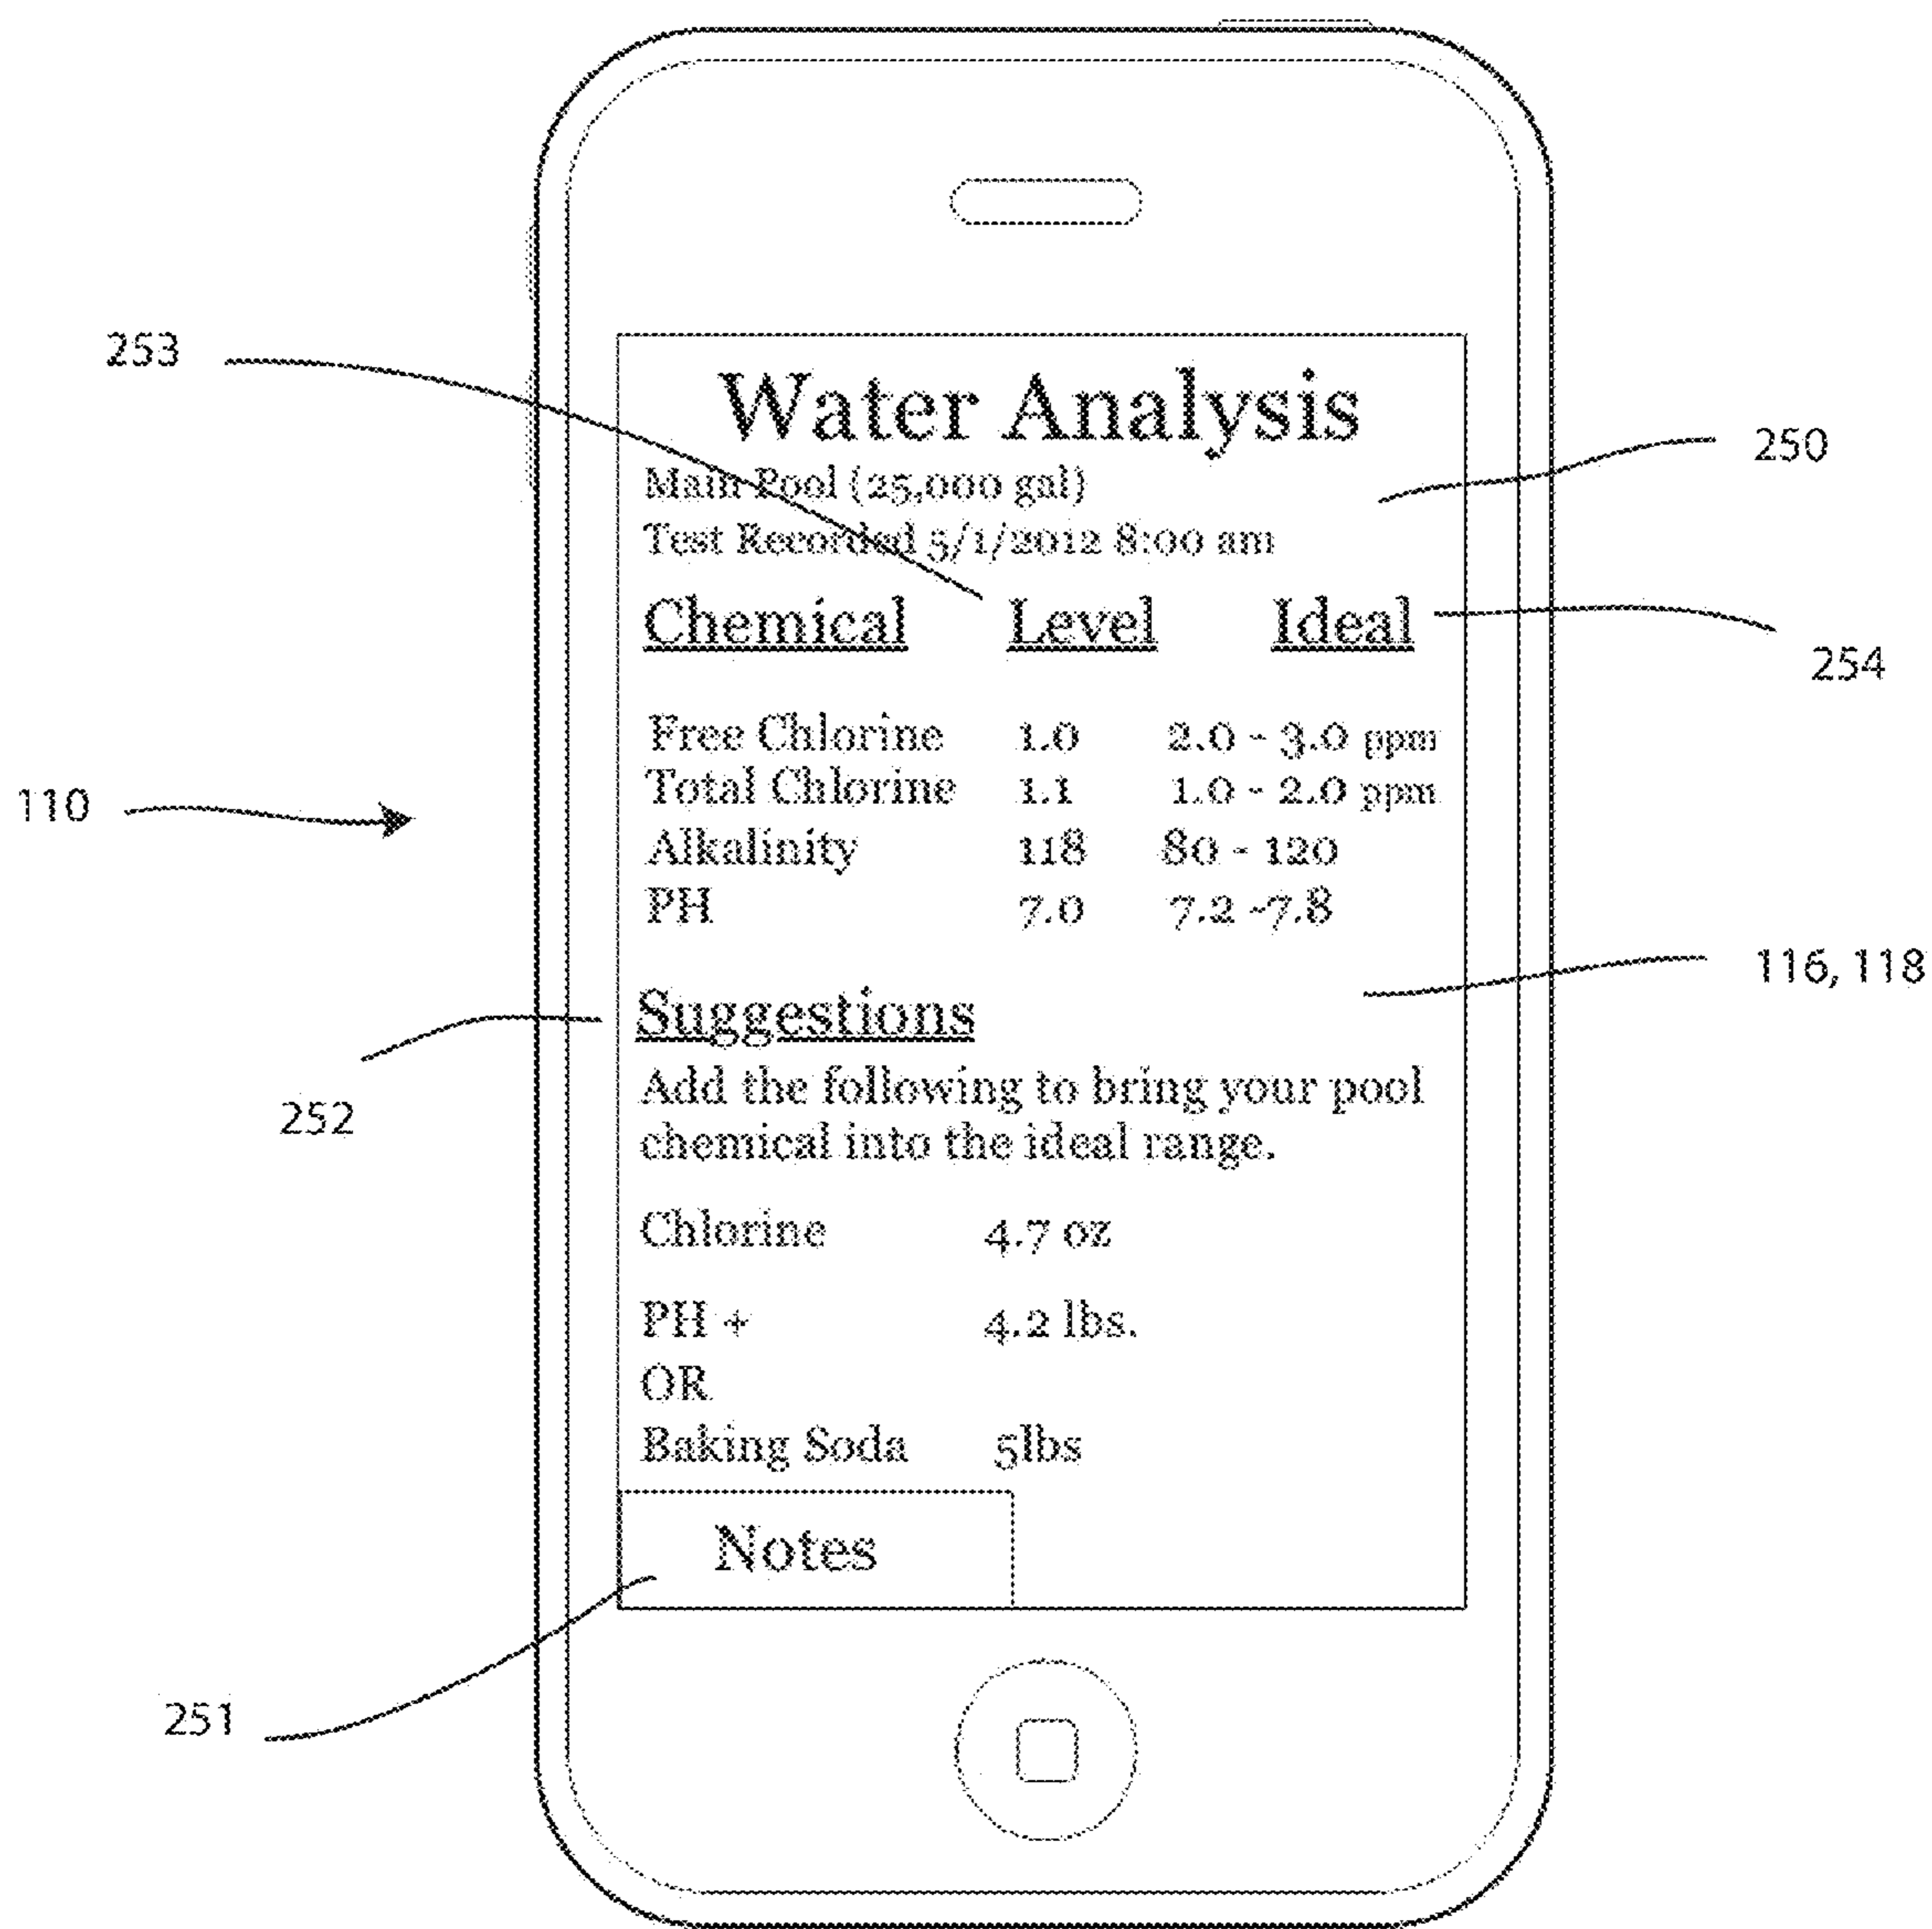 253
Water Analysis
250
Main Pool (25,000 gal)
Test Recorded 5/1/2012 8:00 am
Chemical Level Ideal
254
Free Chlorine 1.0 2.0 - 3.0 ppm
110
Total Chlorine 1.1 1.0 - 2.0 ppm
Alkalinity 118 80 - 120
PH 7.0 7.2 -7.8
116, 118
Suggestions
252
Add the following to bring your pool
chemical into the ideal range.
Chlorine 4.7 oz
PH + 4.2 lbs.
OR
Baking Soda 5lbs
Notes
251